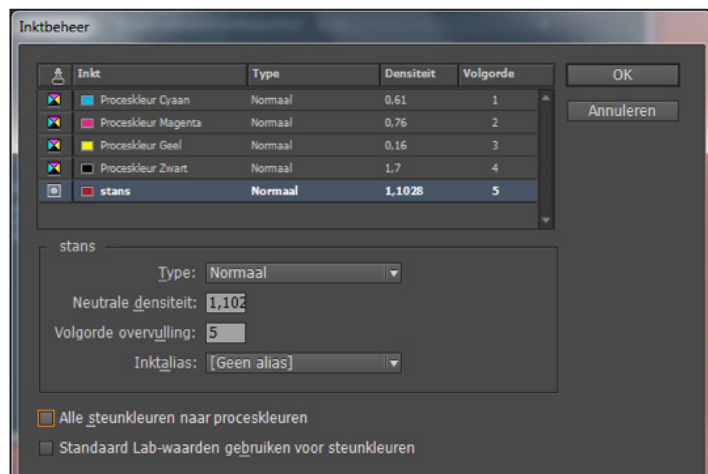 Inktbeheer
Inkt Type Densiteit Volgorde
OK
Proceskleur Cyaan Normaal 0,61 1
Annuleren
Proceskleur Magenta Normaal 0,76 2
Proceskleur Geel Normaal 0,16 3
Proceskleur Zwart Normaal 1,7 4
stans Normaal 1,1028 5
stans
Type: Normaal
Neutrale densiteit: 1,102
Volgorde overvulling: 5
Inktalias: [Geen alias]
Alle steunkleuren naar proceskleuren
Standaard Lab-waarden gebruiken voor steunkleuren